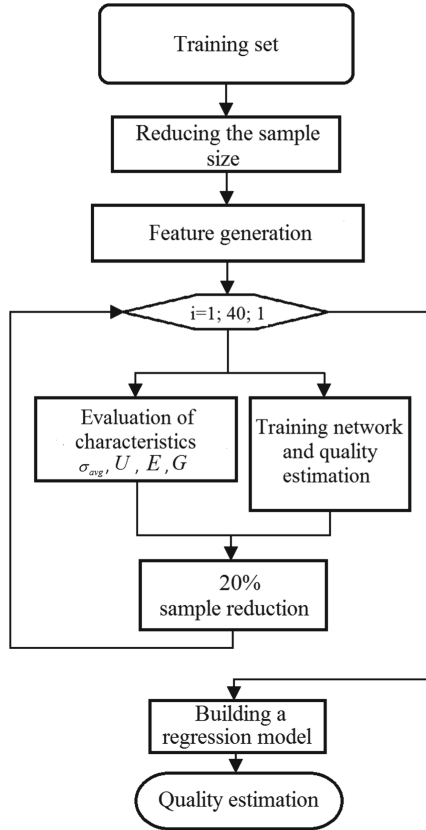 Training set
Reducing the sample
size
Feature generation
i=1; 40; 1
Evaluation of
characteristics
σavg, U , E , G
Training network
and quality
estimation
20%
sample reduction
Building a
regression model
Quality estimation